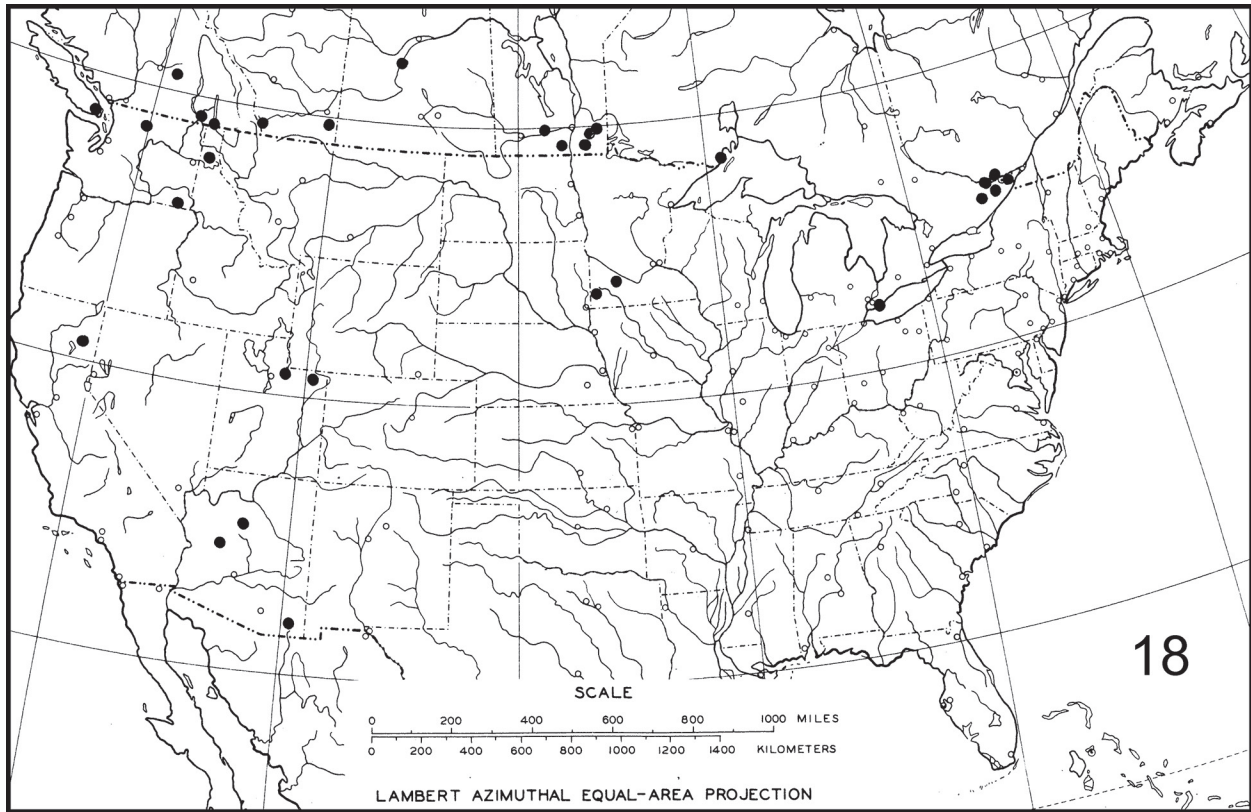 18
SCALE
0 200 400 600 800 1000 MILES
0 200 400 600 800 1000 1200 1400 KILOMETERS
LAMBERT AZIMUTHAL EQUAL-AREA PROJECTION